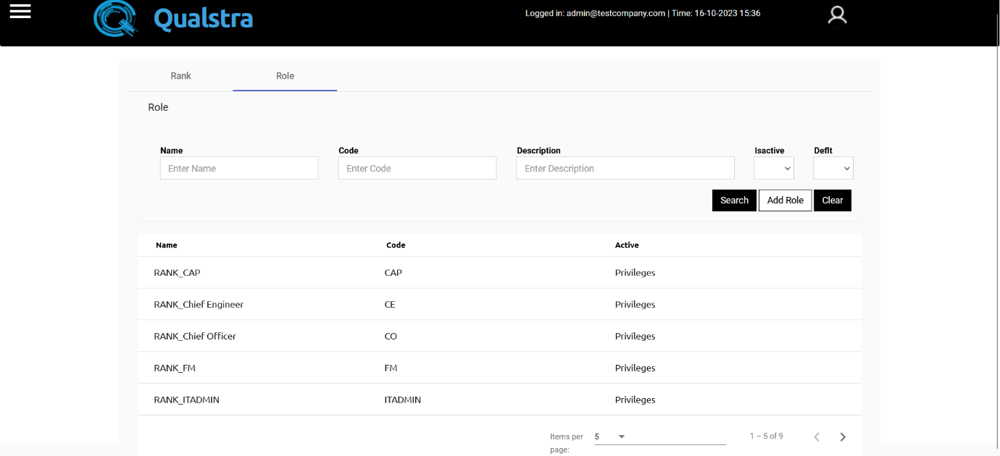 Qualstra
Logged in: admin@testcompany.com | Time: 16-10-2023 15:36
Rank Role
Role
Name Code Description Isactive Deflt
Enter Name Enter Code Enter Description
Search Add Role Clear
Name Code Active
RANK_CAP CAP Privileges
RANK_Chief Engineer CE Privileges
RANK_Chief Officer CO Privileges
RANK_FM FM Privileges
RANK_ITADMIN ITADMIN Privileges
Items per page: 5 1 – 5 of 9